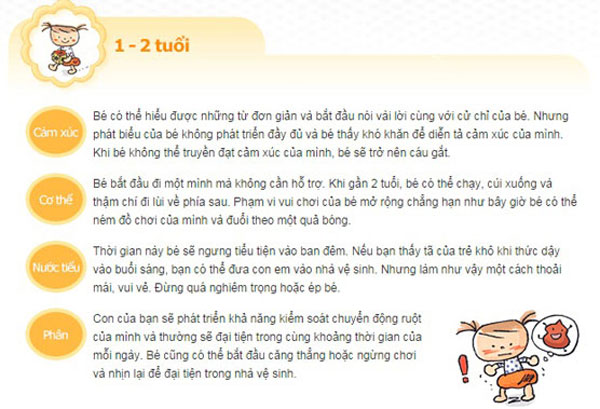 1 - 2 tuổi
Cảm xúc
Bé có thể hiểu được những từ đơn giản và bắt đầu nói vài lời cùng với cử chỉ của bé. Nhưng
phát biểu của bé không phát triển đầy đủ và bé thấy khó khăn để diễn tả cảm xúc của mình.
Khi bé không thể truyền đạt cảm xúc của mình, bé sẽ trở nên cáu gắt.
Cơ thể
Bé bắt đầu đi một mình mà không cần hỗ trợ. Khi gần 2 tuổi, bé có thể chạy, cúi xuống và
thậm chí đi lùi về phía sau. Phạm vi vui chơi của bé mở rộng chẳng hạn như bây giờ bé có thể
ném đồ chơi của mình và đuổi theo một quả bóng.
Nước tiểu
Thời gian này bé sẽ ngưng tiểu tiện vào ban đêm. Nếu bạn thấy tã của trẻ khô khi thức dậy
vào buổi sáng, bạn có thể đưa con em vào nhà vệ sinh. Nhưng làm như vậy một cách thoải
mái, vui vẻ. Đừng quá nghiêm trọng hoặc ép bé.
Phân
Con của bạn sẽ phát triển khả năng kiểm soát chuyển động ruột
của mình và thường sẽ đại tiện trong cùng khoảng thời gian của
mỗi ngày. Bé cũng có thể bắt đầu căng thẳng hoặc ngừng chơi
và nhịn lại để đại tiện trong nhà vệ sinh.
!